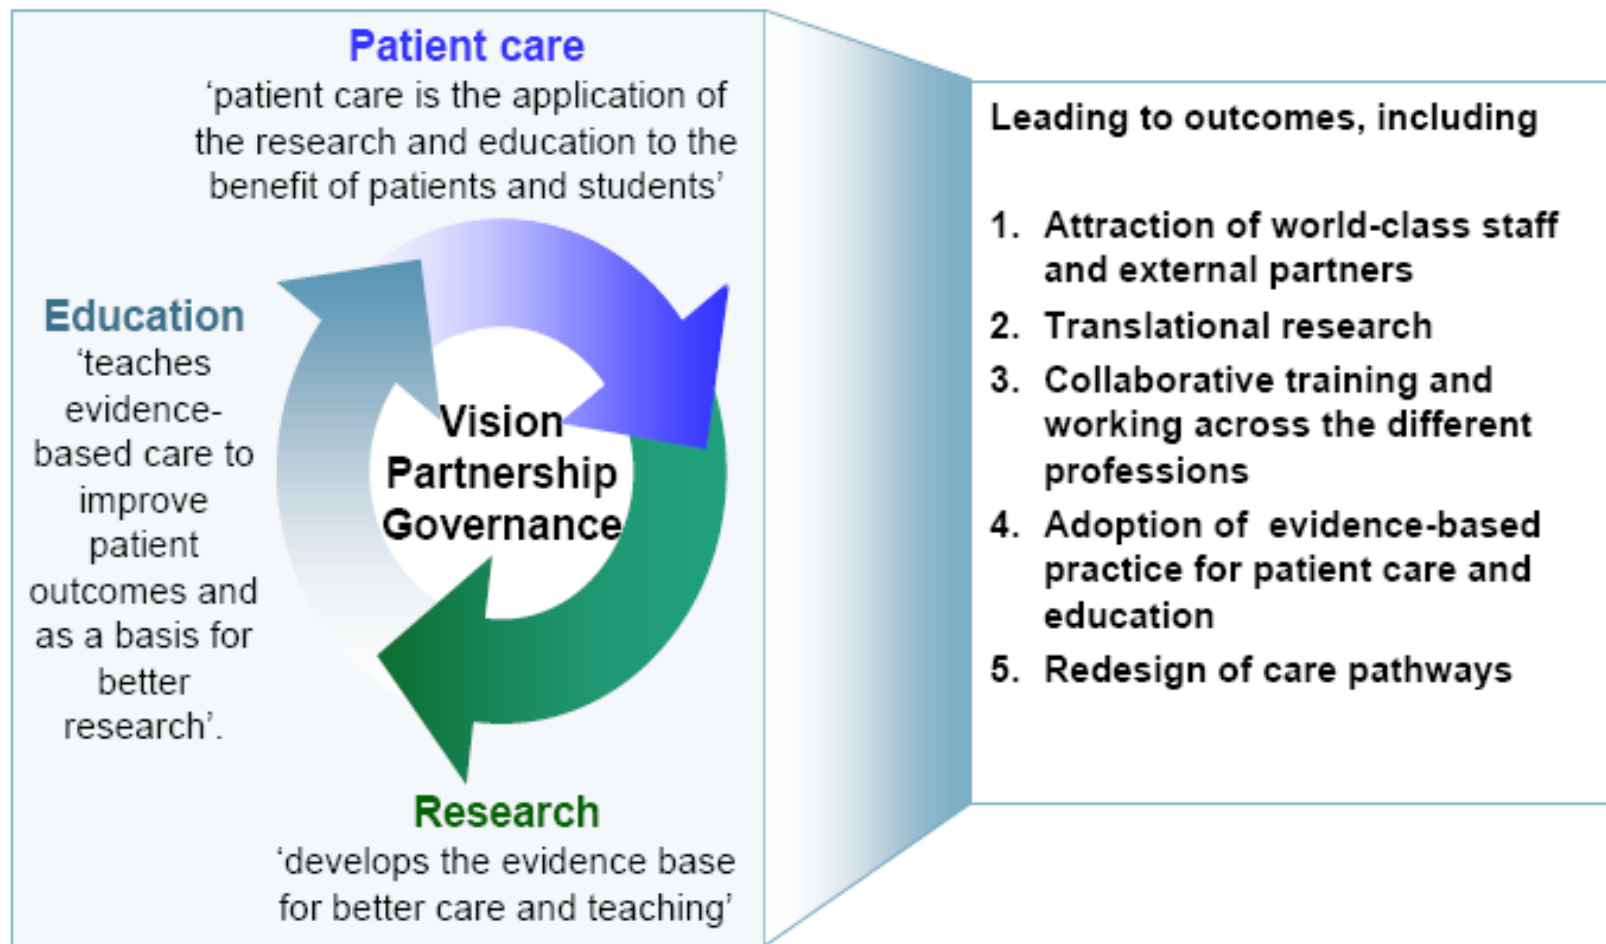 Patient care
‘patient care is the application of
the research and education to the
benefit of patients and students’
Education
‘teaches
evidence-
based care to
improve
patient
outcomes and
as a basis for
better
research’.
Vision
Partnership
Governance
Research
‘develops the evidence base
for better care and teaching’
Leading to outcomes, including
1. Attraction of world-class staff
and external partners
2. Translational research
3. Collaborative training and
working across the different
professions
4. Adoption of evidence-based
practice for patient care and
education
5. Redesign of care pathways